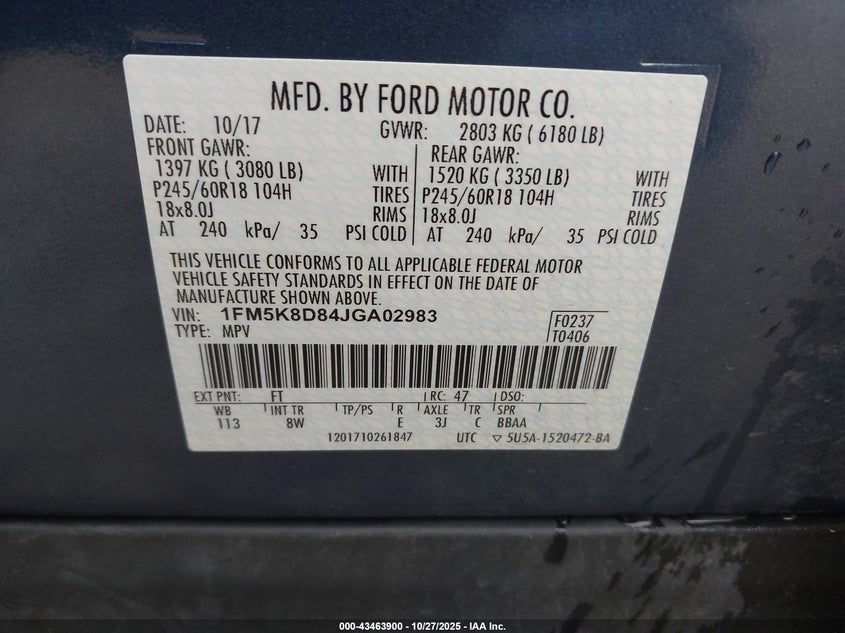 MFD. BY FORD MOTOR CO.
DATE: 10/17 GVWR: 2803 KG ( 6180 LB)
FRONT GAWR: REAR GAWR:
1397 KG ( 3080 LB) WITH 1520 KG ( 3350 LB) WITH
P245/60R18 104H TIRES P245/60R18 104H TIRES
18x8.0J RIMS 18x8.0J RIMS
AT 240 kPa/ 35 PSI COLD AT 240 kPa/ 35 PSI COLD
THIS VEHICLE CONFORMS TO ALL APPLICABLE FEDERAL MOTOR
VEHICLE SAFETY STANDARDS IN EFFECT ON THE DATE OF
MANUFACTURE SHOWN ABOVE.
VIN: 1FM5K8D84JGA02983 F0237
TYPE: MPV T0406
EXT PNT: FT RC: 47 DSO:
WB INT TR TP/PS R AXLE TR SPR
113 8W E 3J C BBAA
1201710261847 UTC ▽ 5U5A-1520472-BA
000-43463900 - 10/27/2025 - IAA Inc.